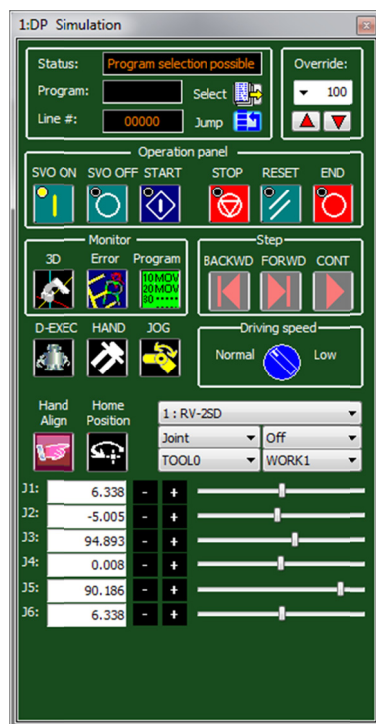 1:DP Simulation
Status: Program selection possible
Override:
Program: Select
100
Line #: 00000 Jump
Operation panel
SVO ON SVO OFF START STOP RESET END
Monitor
Step
3D Error Program
BACKWD FORWD CONT
10MOV
20MOV
30
D-EXEC HAND JOG
Driving speed
Normal Low
Hand Align
Home Position
1 : RV-2SD
Joint Off
TOOL0 WORK1
J1: 6.338 - +
J2: -5.005 - +
J3: 94.893 - +
J4: 0.008 - +
J5: 90.186 - +
J6: 6.338 - +